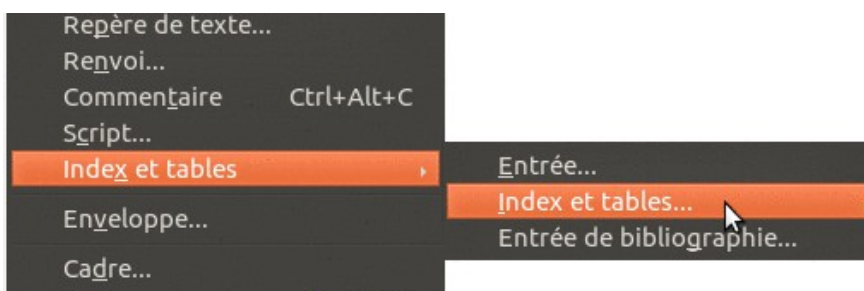 Repère de texte...
Renvoi...
Commentaire Ctrl+Alt+C
Script...
Index et tables
Enveloppe...
Cadre...
Entrée...
Index et tables...
Entrée de bibliographie...